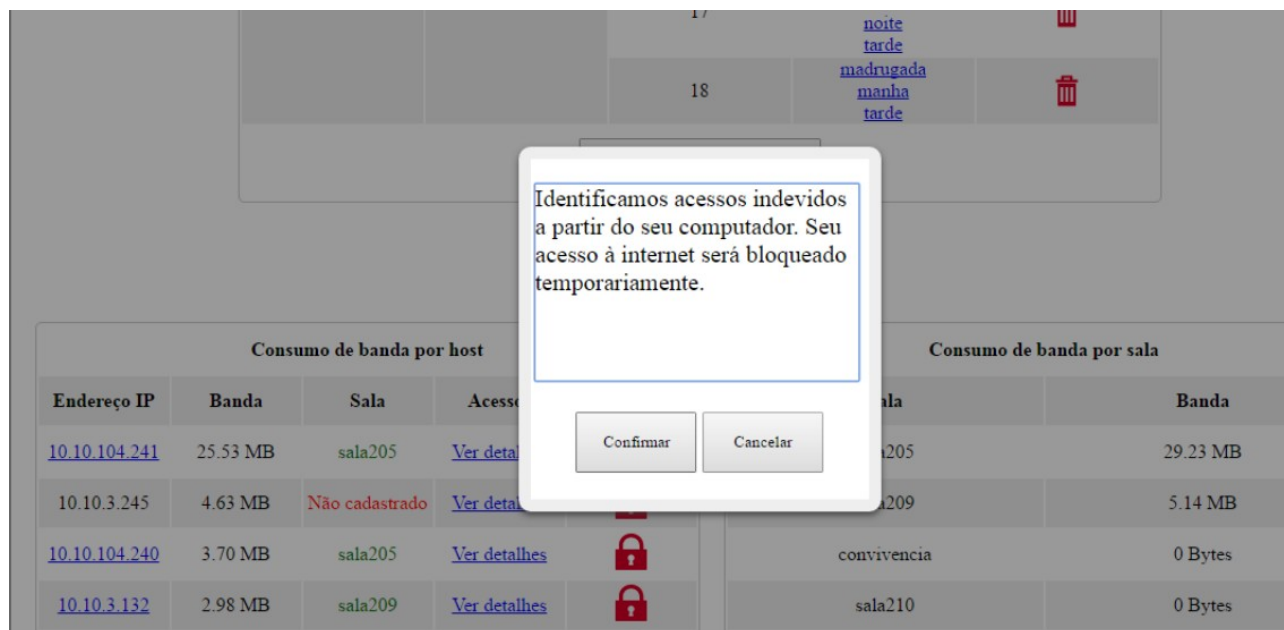 17
noite
tarde
18
madrugada
manha
tarde
Identificamos acessos indevidos
a partir do seu computador. Seu
acesso à internet será bloqueado
temporariamente.
Confirmar Cancelar
Consumo de banda por host
Endereço IP Banda Sala
10.10.104.241 25.53 MB sala205 Ver
10.10.3.245 4.63 MB Não cadastrado Ver
10.10.104.240 3.70 MB sala205 Ver detalhes
10.10.3.132 2.98 MB sala209 Ver detalhes
Consumo de banda por sala
Banda
29.23 MB
5.14 MB
convivencia 0 Bytes
sala210 0 Bytes